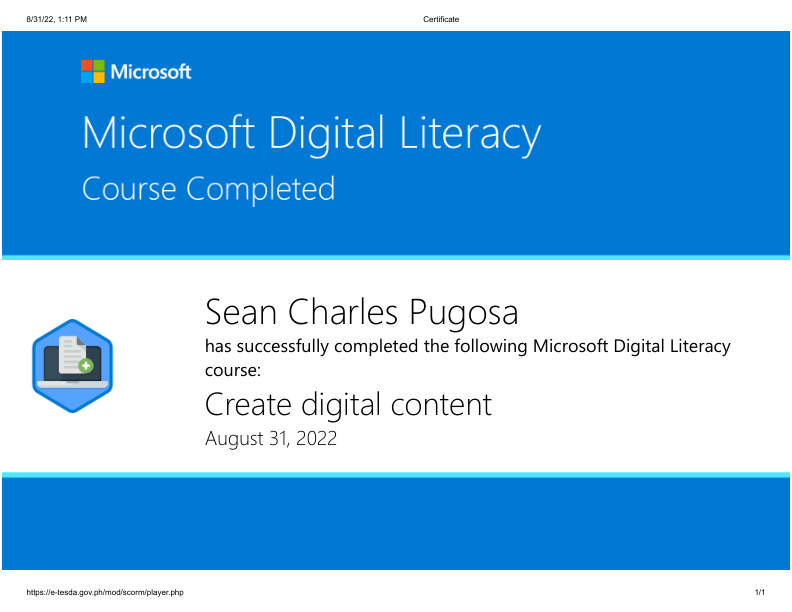 8/31/22, 1:11 PM
Certificate
Microsoft
Microsoft Digital Literacy
Course Completed
Sean Charles Pugosa
has successfully completed the following Microsoft Digital Literacy
course:
Create digital content
August 31, 2022
https://e-tesda.gov.ph/mod/scorm/player.php
1/1